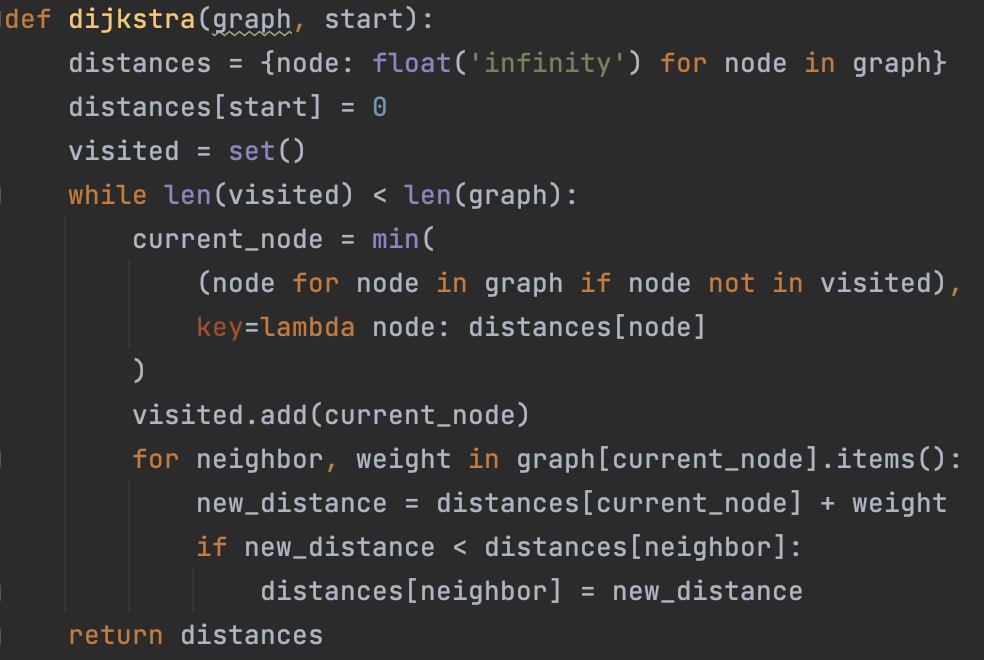 def dijkstra(graph, start):
    distances = {node: float('infinity') for node in graph}
    distances[start] = 0
    visited = set()
    while len(visited) < len(graph):
        current_node = min(
            (node for node in graph if node not in visited),
            key=lambda node: distances[node]
        )
        visited.add(current_node)
        for neighbor, weight in graph[current_node].items():
            new_distance = distances[current_node] + weight
            if new_distance < distances[neighbor]:
                distances[neighbor] = new_distance
    return distances